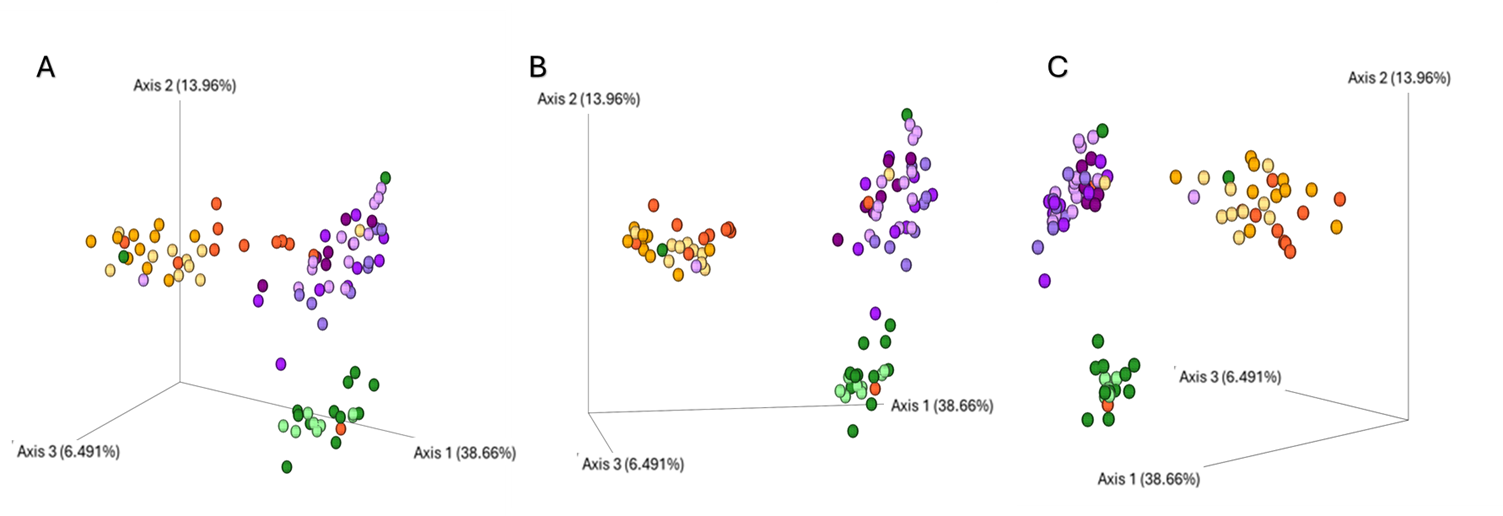 A
B
C
Axis 2 (13.96%)
Axis 3 (6.491%)
Axis 1 (38.66%)
Axis 2 (13.96%)
Axis 1 (38.66%)
Axis 3 (6.491%)
Axis 2 (13.96%)
Axis 3 (6.491%)
Axis 1 (38.66%)